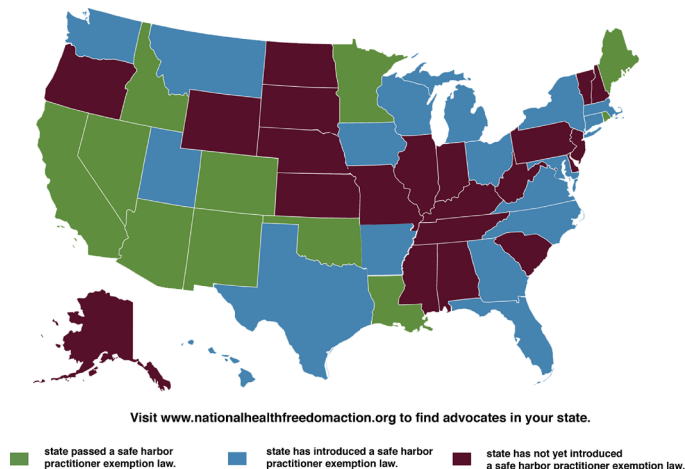 Visit www.nationalhealthfreedomaction.org to find advocates in your state.
state passed a safe harbor
practitioner exemption law.
state has introduced a safe harbor
practitioner exemption law.
state has not yet introduced
a safe harbor practitioner exemption law.